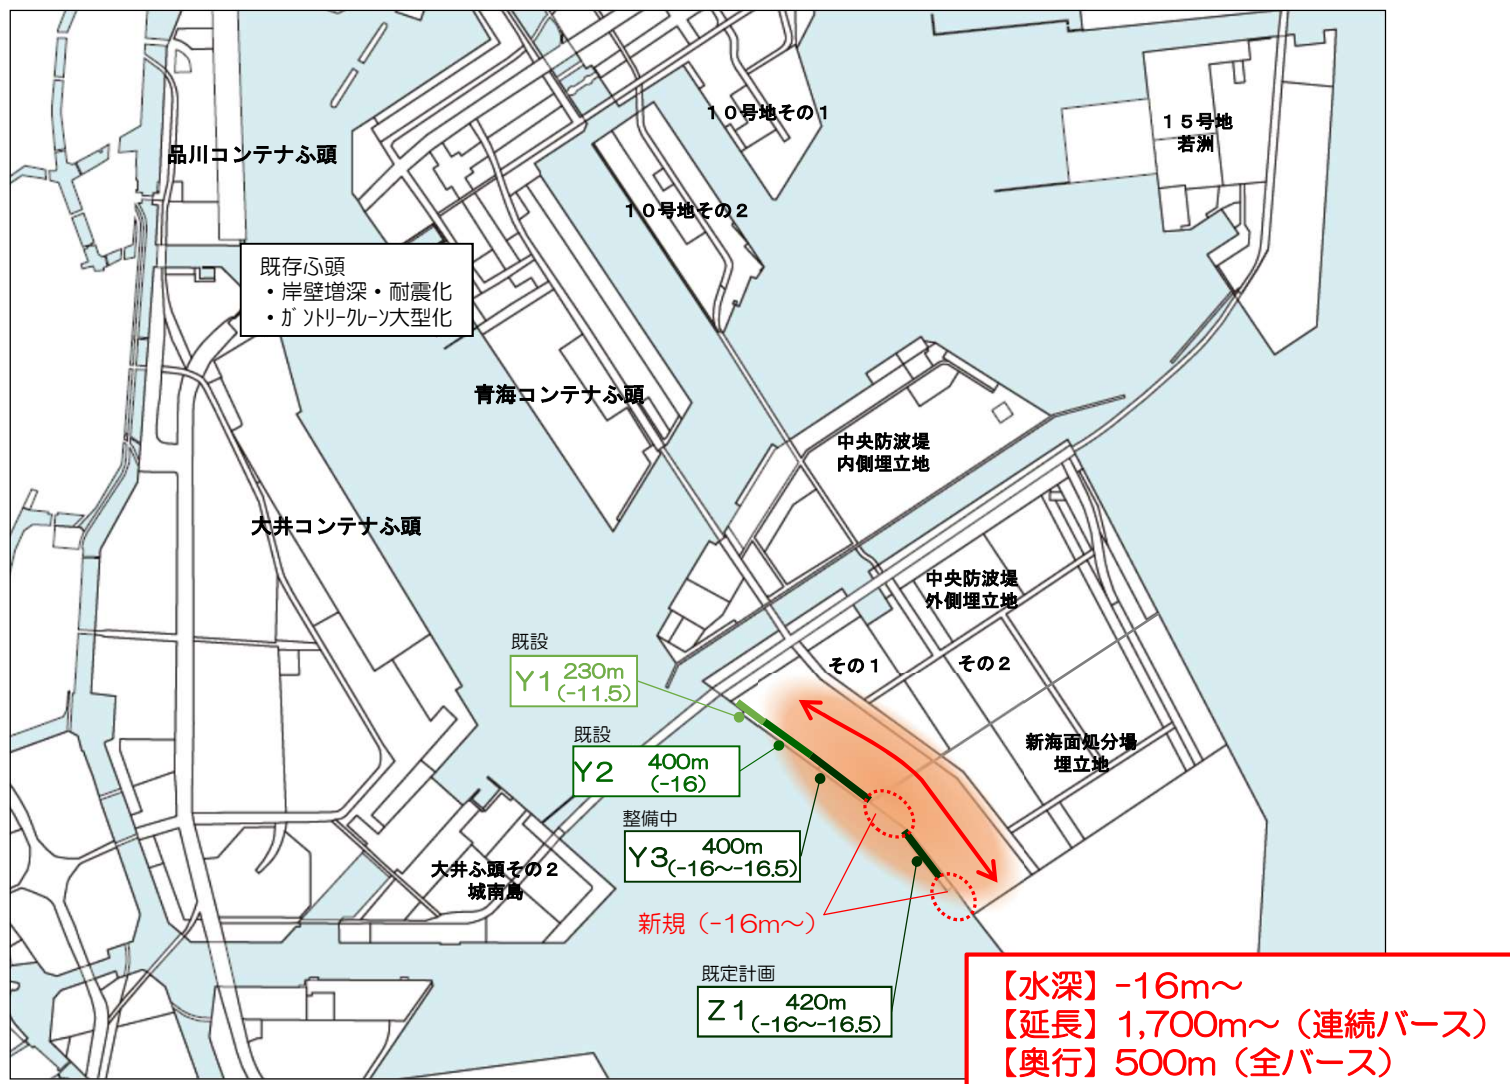 １０号地その１
１５号地
若洲
品川コンテナふ頭
１０号地その２
既存ふ頭
・岸壁増深・耐震化
・ｶﾞﾝﾄﾘｰｸﾚｰﾝ大型化
青海コンテナふ頭
中央防波堤
内側埋立地
大井コンテナふ頭
中央防波堤
外側埋立地
その１
その２
既設
Y1 230m
(-11.5)
既設
Y2 400m
(-16)
新海面処分場
埋立地
整備中
Y3 400m
(-16～-16.5)
大井ふ頭その２
城南島
新規（-16m～）
既定計画
Z1 420m
(-16～-16.5)
【水深】-16m～
【延長】1,700m～（連続バース）
【奥行】500m（全バース）